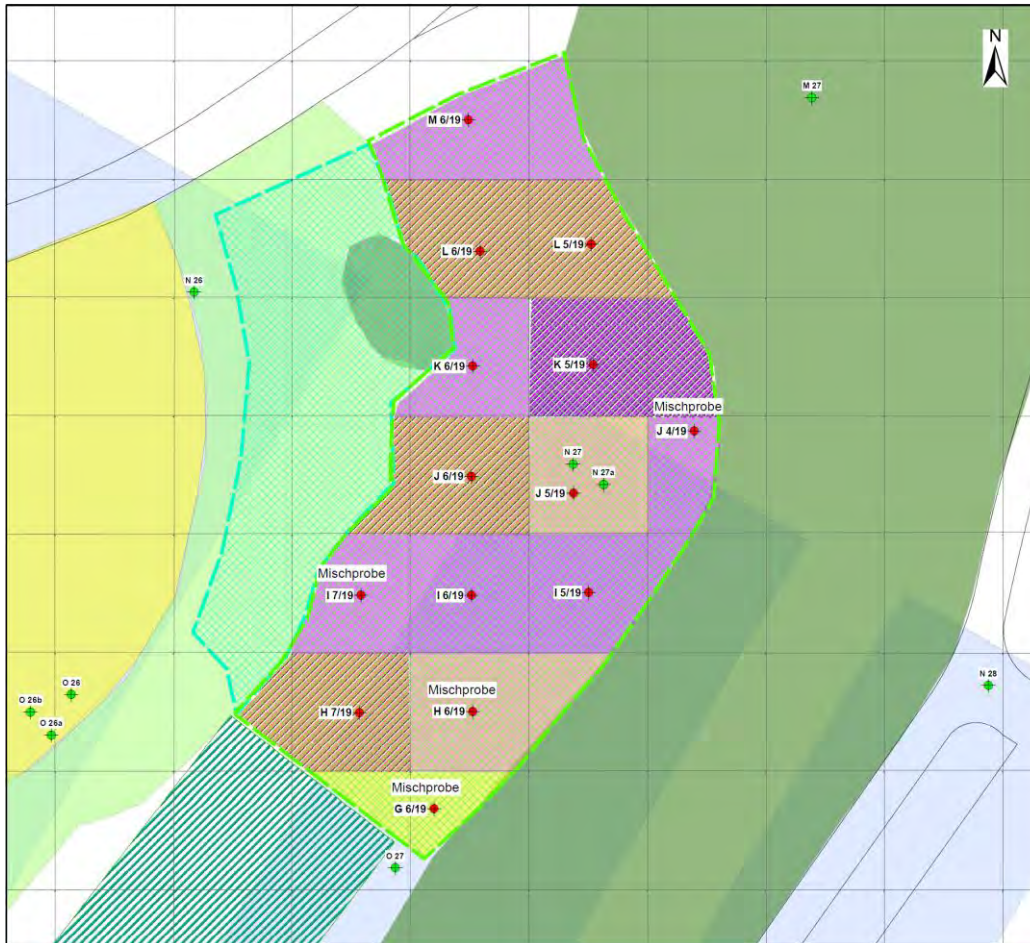 N
M 27
M 6/19
L 6/19
L 5/19
N 26
K 6/19
K 5/19
Mischprobe
J 4/19
N 27
N 27a
J 6/19
J 5/19
Mischprobe
I 7/19
I 6/19
I 5/19
O 26
O 26b
O 26a
N 28
Mischprobe
H 7/19
H 6/19
Mischprobe
G 6/19
O 27